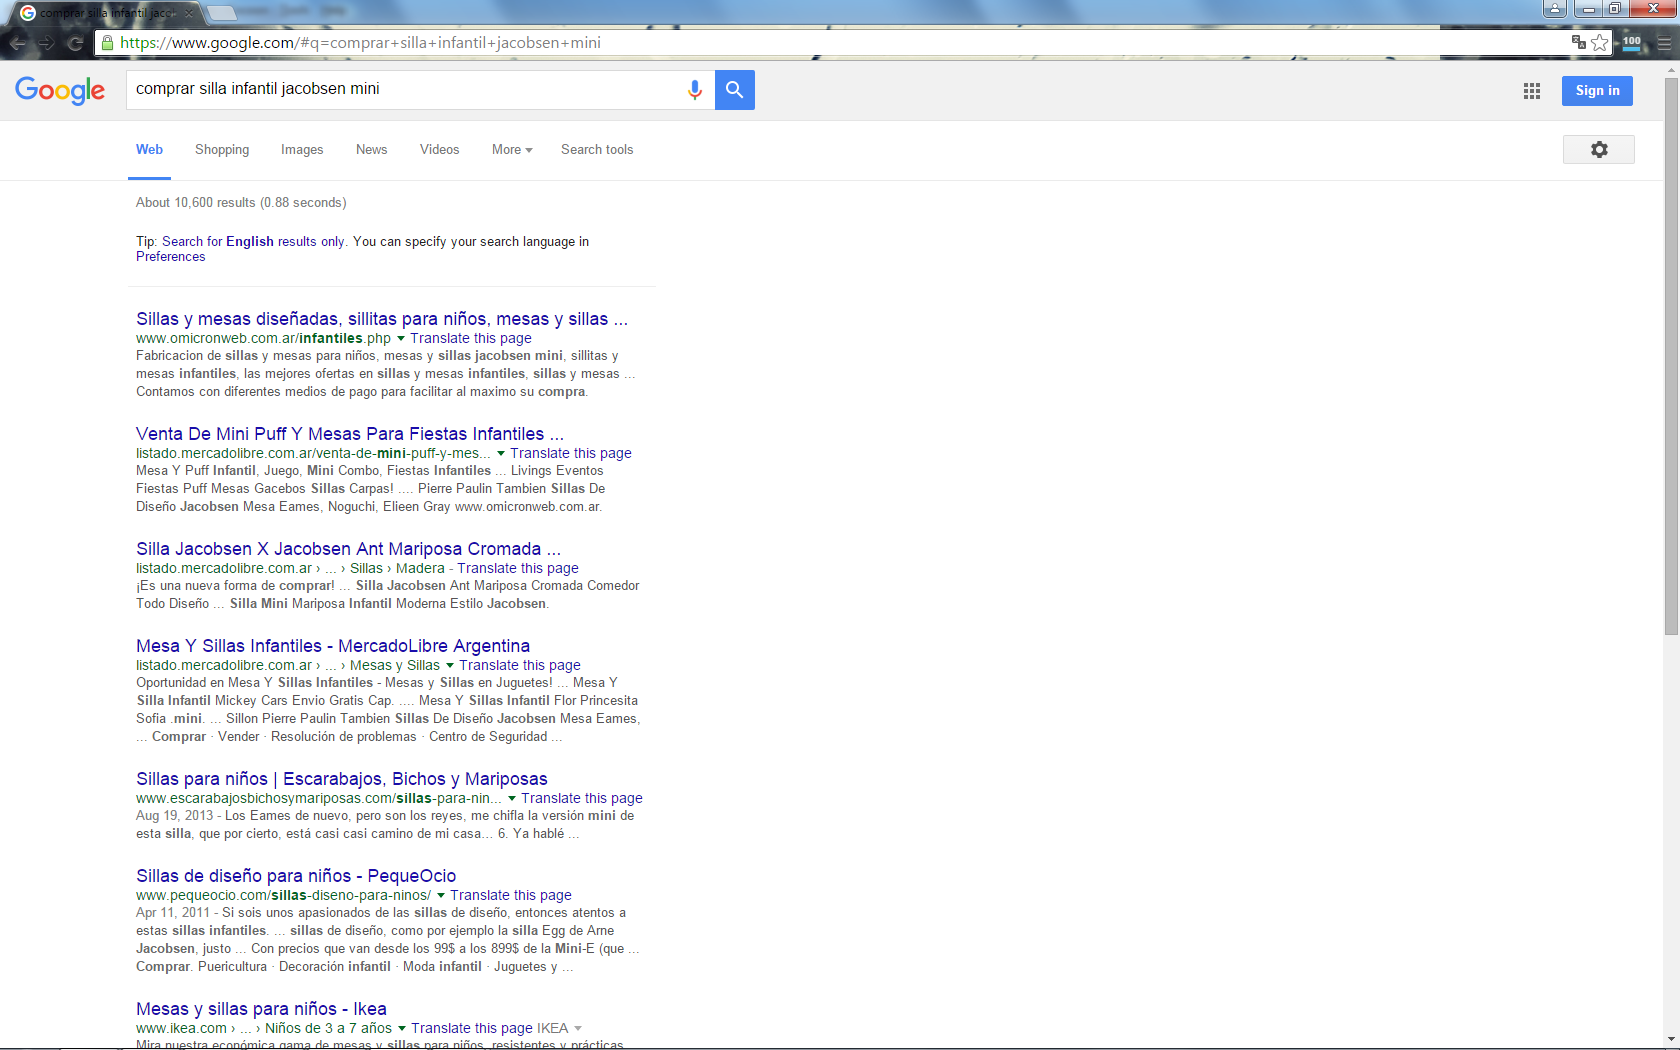 comprar silla infantil jacob
https://www.google.com/#q=comprar+silla+infantil+jacobsen+mini
100
Google
comprar silla infantil jacobsen mini
Sign in
Web Shopping Images News Videos More Search tools
About 10,600 results (0.88 seconds)
Tip: Search for English results only. You can specify your search language in
Preferences
Sillas y mesas diseñadas, sillitas para niños, mesas y sillas ...
www.omicronweb.com.ar/infantiles.php Translate this page
Fabricacion de sillas y mesas para niños, mesas y sillas jacobsen mini, sillitas y
mesas infantiles, las mejores ofertas en sillas y mesas infantiles, sillas y mesas ...
Contamos con diferentes medios de pago para facilitar al maximo su compra.
Venta De Mini Puff Y Mesas Para Fiestas Infantiles ...
listado.mercadolibre.com.ar/venta-de-mini-puff-y-mes... Translate this page
Mesa Y Puff Infantil, Juego, Mini Combo, Fiestas Infantiles ... Livings Eventos
Fiestas Puff Mesas Gacebos Sillas Carpas! .... Pierre Paulin Tambien Sillas De
Diseño Jacobsen Mesa Eames, Noguchi, Elieen Gray www.omicronweb.com.ar.
Silla Jacobsen X Jacobsen Ant Mariposa Cromada ...
listado.mercadolibre.com.ar › ... › Sillas › Madera - Translate this page
¡Es una nueva forma de comprar! ... Silla Jacobsen Ant Mariposa Cromada Comedor
Todo Diseño ... Silla Mini Mariposa Infantil Moderna Estilo Jacobsen.
Mesa Y Sillas Infantiles - MercadoLibre Argentina
listado.mercadolibre.com.ar › ... › Mesas y Sillas Translate this page
Oportunidad en Mesa Y Sillas Infantiles - Mesas y Sillas en Juguetes! ... Mesa Y
Silla Infantil Mickey Cars Envio Gratis Cap. .... Mesa Y Sillas Infantil Flor Princesita
Sofia .mini. ... Sillon Pierre Paulin Tambien Sillas De Diseño Jacobsen Mesa Eames,
... Comprar · Vender · Resolución de problemas · Centro de Seguridad ...
Sillas para niños | Escarabajos, Bichos y Mariposas
www.escarabajosbichosymariposas.com/sillas-para-nin... Translate this page
Aug 19, 2013 - Los Eames de nuevo, pero son los reyes, me chifla la versión mini de
esta silla, que por cierto, está casi casi camino de mi casa... 6. Ya hablé ...
Sillas de diseño para niños - PequeOcio
www.pequeocio.com/sillas-diseno-para-ninos/ Translate this page
Apr 11, 2011 - Si sois unos apasionados de las sillas de diseño, entonces atentos a
estas sillas infantiles. ... sillas de diseño, como por ejemplo la silla Egg de Arne
Jacobsen, justo ... Con precios que van desde los 99$ a los 899$ de la Mini-E (que ...
Comprar. Puericultura · Decoración infantil · Moda infantil · Juguetes y ...
Mesas y sillas para niños - Ikea
www.ikea.com › ... › Niños de 3 a 7 años Translate this page IKEA
Mira nuestra económica gama de mesas y sillas para niños, resistentes y prácticas.